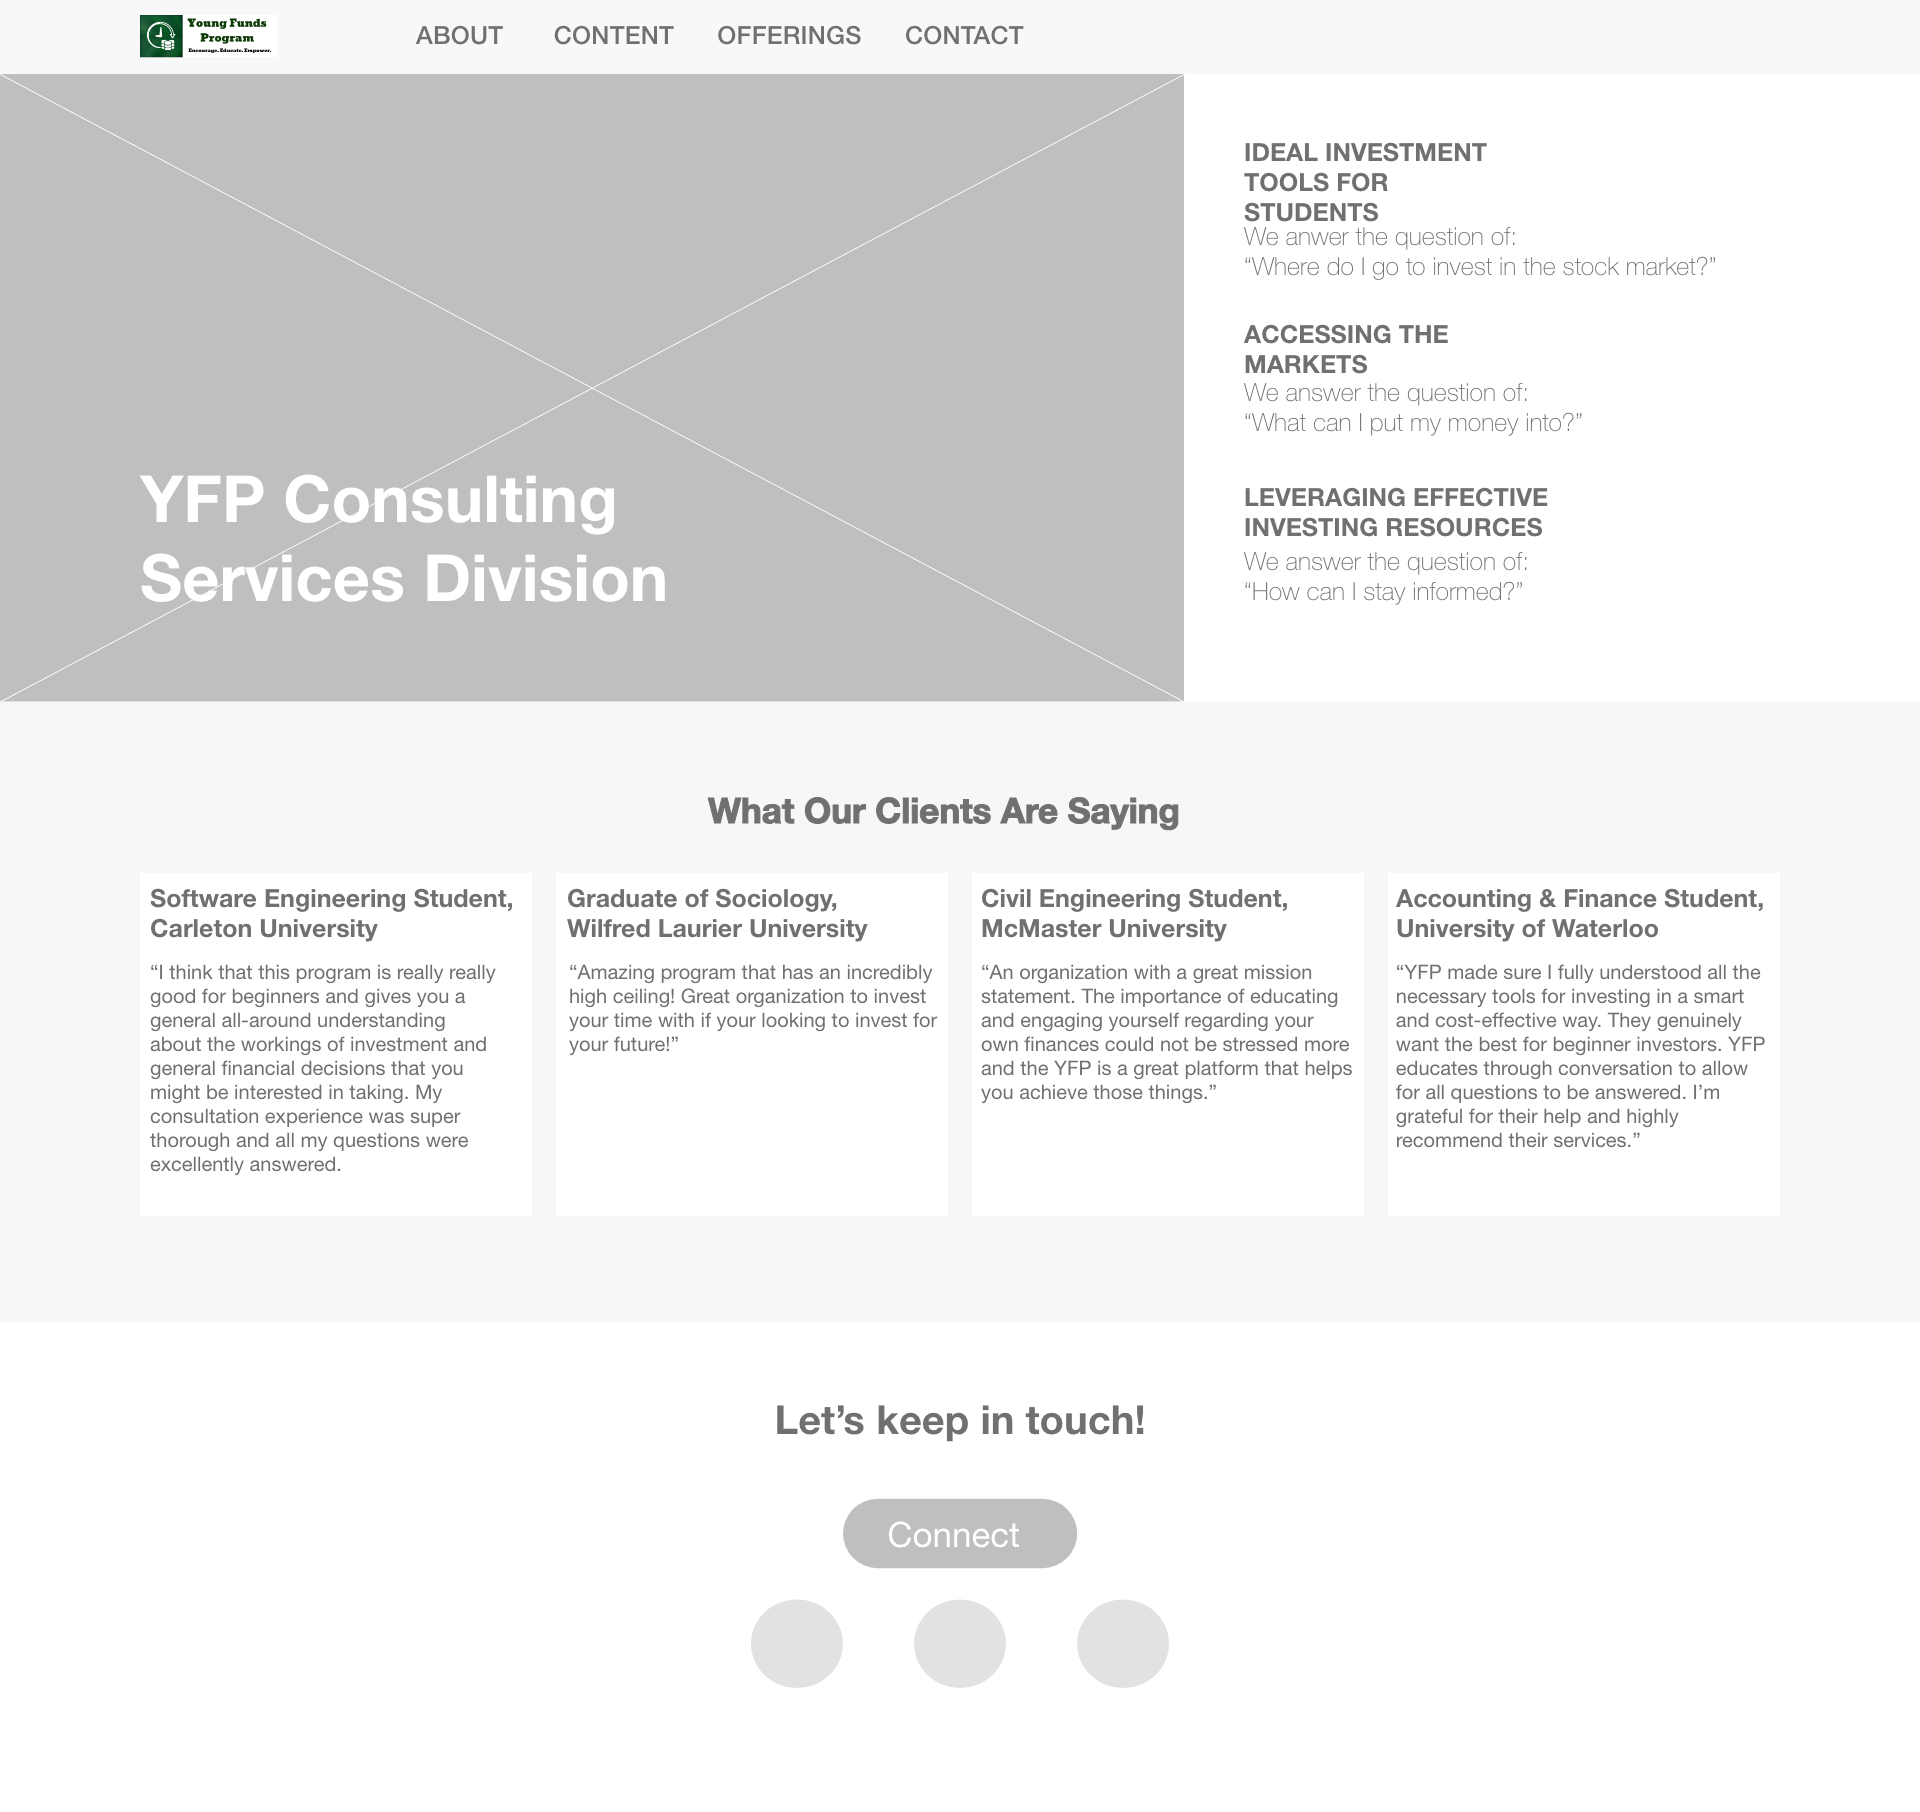 Young Funds
Program
Encourage. Educate. Empower.
ABOUT CONTENT OFFERINGS CONTACT
YFP Consulting
Services Division
IDEAL INVESTMENT
TOOLS FOR
STUDENTS
We anwer the question of:
“Where do I go to invest in the stock market?”
ACCESSING THE
MARKETS
We answer the question of:
“What can I put my money into?”
LEVERAGING EFFECTIVE
INVESTING RESOURCES
We answer the question of:
“How can I stay informed?”
What Our Clients Are Saying
Software Engineering Student,
Carleton University
“I think that this program is really really
good for beginners and gives you a
general all-around understanding
about the workings of investment and
general financial decisions that you
might be interested in taking. My
consultation experience was super
thorough and all my questions were
excellently answered.
Graduate of Sociology,
Wilfred Laurier University
“Amazing program that has an incredibly
high ceiling! Great organization to invest
your time with if your looking to invest for
your future!”
Civil Engineering Student,
McMaster University
“An organization with a great mission
statement. The importance of educating
and engaging yourself regarding your
own finances could not be stressed more
and the YFP is a great platform that helps
you achieve those things.”
Accounting & Finance Student,
University of Waterloo
“YFP made sure I fully understood all the
necessary tools for investing in a smart
and cost-effective way. They genuinely
want the best for beginner investors. YFP
educates through conversation to allow
for all questions to be answered. I’m
grateful for their help and highly
recommend their services.”
Let’s keep in touch!
Connect